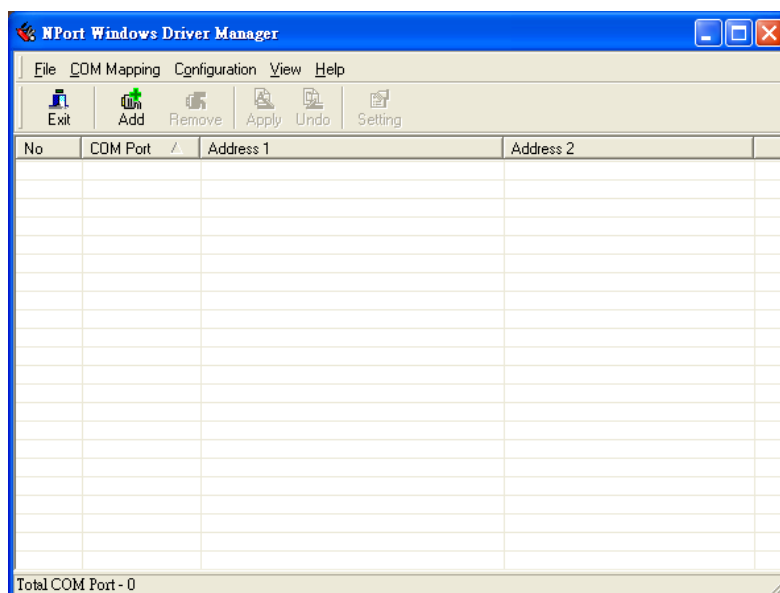 NPort Windows Driver Manager
File COM Mapping Configuration View Help
Exit Add Remove Apply Undo Setting
No COM Port Address 1 Address 2
Total COM Port - 0